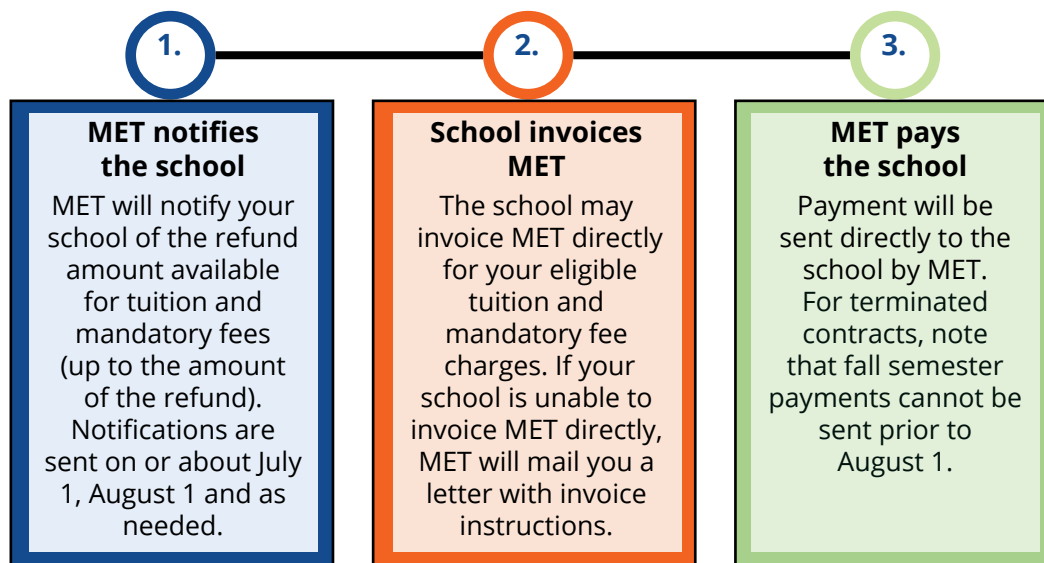 1.
MET notifies
the school
MET will notify your
school of the refund
amount available
for tuition and
mandatory fees
(up to the amount
of the refund).
Notifications are
sent on or about July
1, August 1 and as
needed.
2.
School invoices
MET
The school may
invoice MET directly
for your eligible
tuition and
mandatory fee
charges. If your
school is unable to
invoice MET directly,
MET will mail you a
letter with invoice
instructions.
3.
MET pays
the school
Payment will be
sent directly to the
school by MET.
For terminated
contracts, note
that fall semester
payments cannot be
sent prior to
August 1.